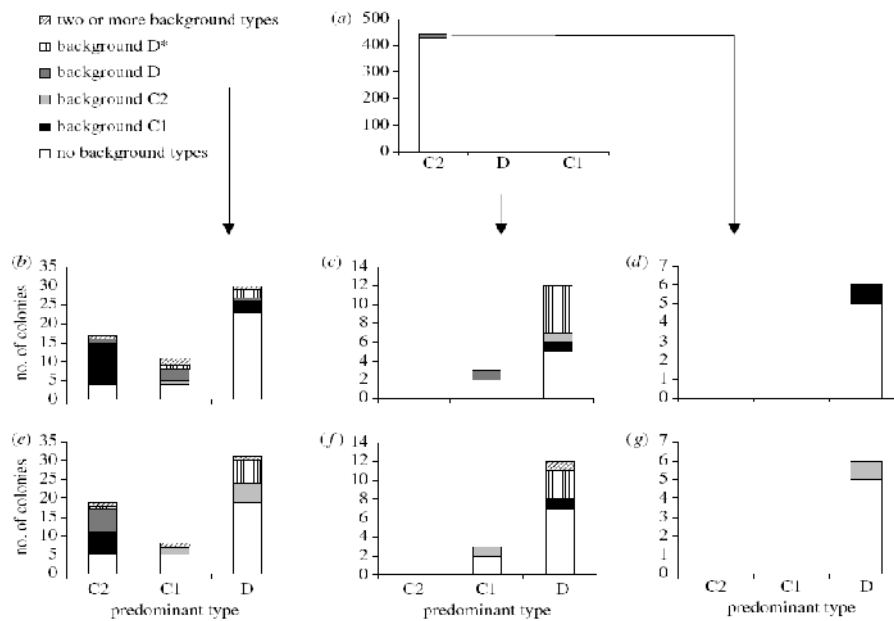 two or more background types
background D*
background D
background C2
background C1
no background types
(a)
500
400
300
200
100
0
C2 D C1
(b)
35
30
25
20
15
10
5
0
no. of colonies
(c)
14
12
10
8
6
4
2
0
(d)
7
6
5
4
3
2
1
0
(e)
35
30
25
20
15
10
5
0
no. of colonies
C2 C1 D
predominant type
(f)
14
12
10
8
6
4
2
0
C2 C1 D
predominant type
(g)
7
6
5
4
3
2
1
0
C2 C1 D
predominant type